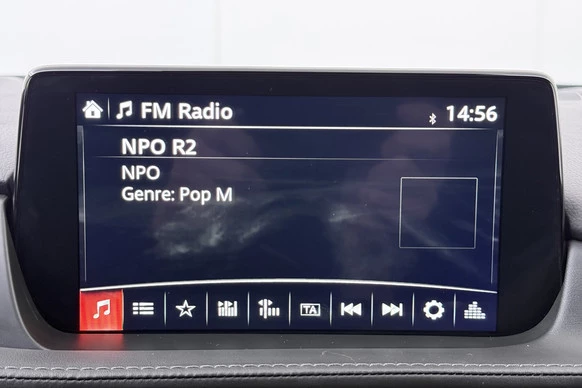 FM Radio 14:56
NPO R2
NPO
Genre: Pop M
TA